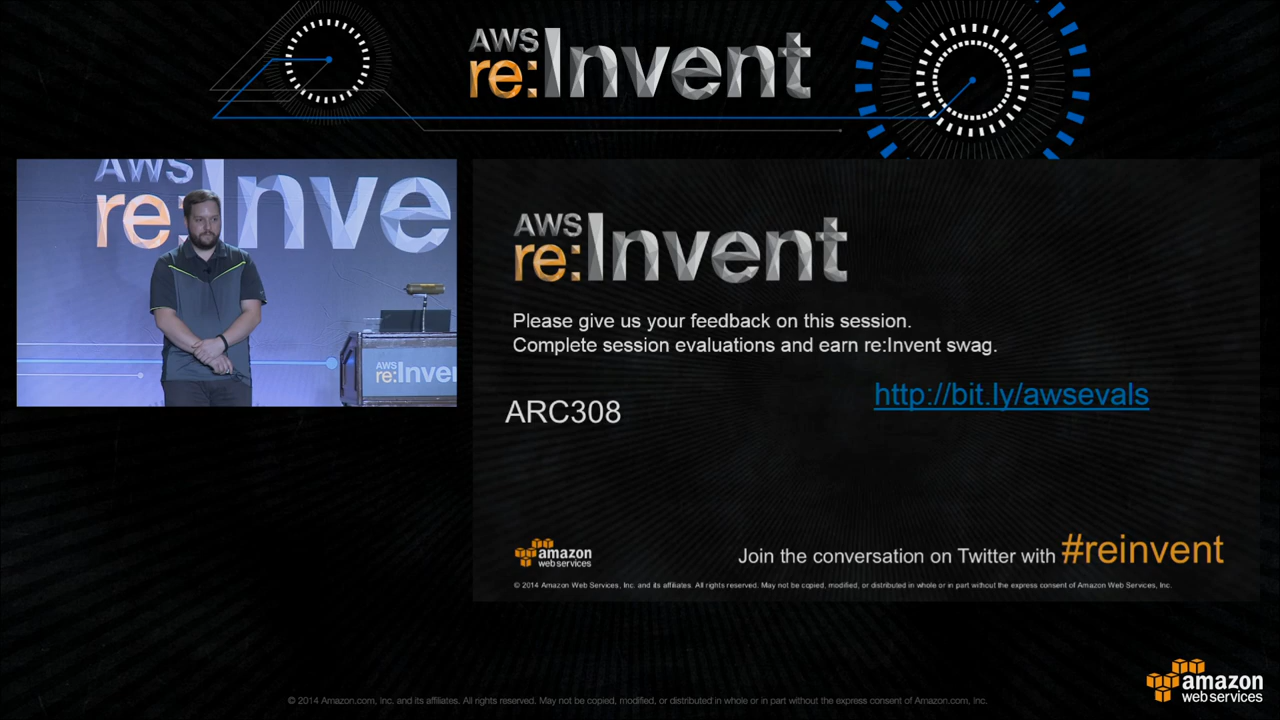 AWS
re:Invent
AWS
re:Inve
AWS
re:Inver
AWS
re:Invent
Please give us your feedback on this session.
Complete session evaluations and earn re:Invent swag.
http://bit.ly/awsevals
ARC308
amazon
web services
Join the conversation on Twitter with #reinvent
© 2014 Amazon Web Services, Inc. and its affiliates. All rights reserved. May not be copied, modified, or distributed in whole or in part without the express consent of Amazon Web Services, Inc.
© 2014 Amazon.com, Inc. and its affiliates. All rights reserved. May not be copied, modified, or distributed in whole or in part without the express consent of Amazon.com, Inc.
amazon
web services